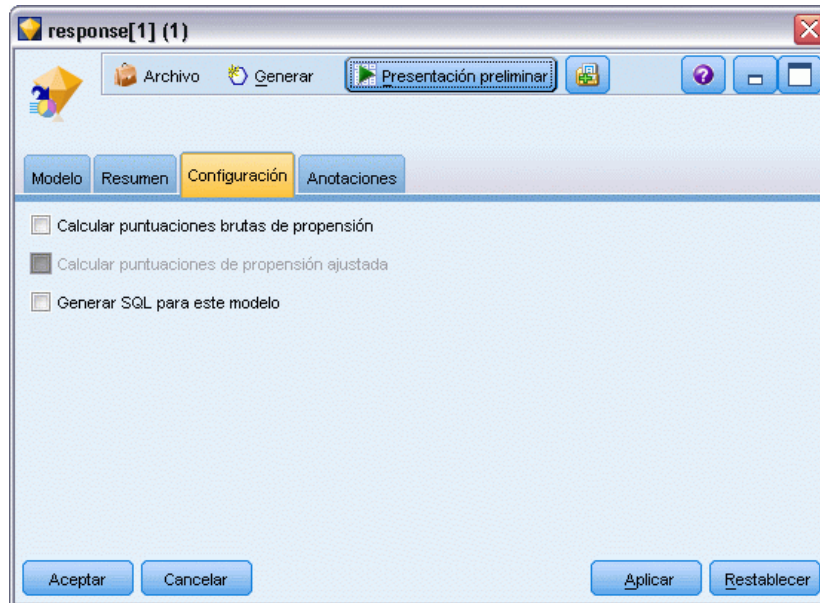 response[1] (1)
Archivo Generar Presentación preliminar
Modelo Resumen Configuración Anotaciones
Calcular puntuaciones brutas de propensión
Calcular puntuaciones de propensión ajustada
Generar SQL para este modelo
Aceptar Cancelar Aplicar Restablecer